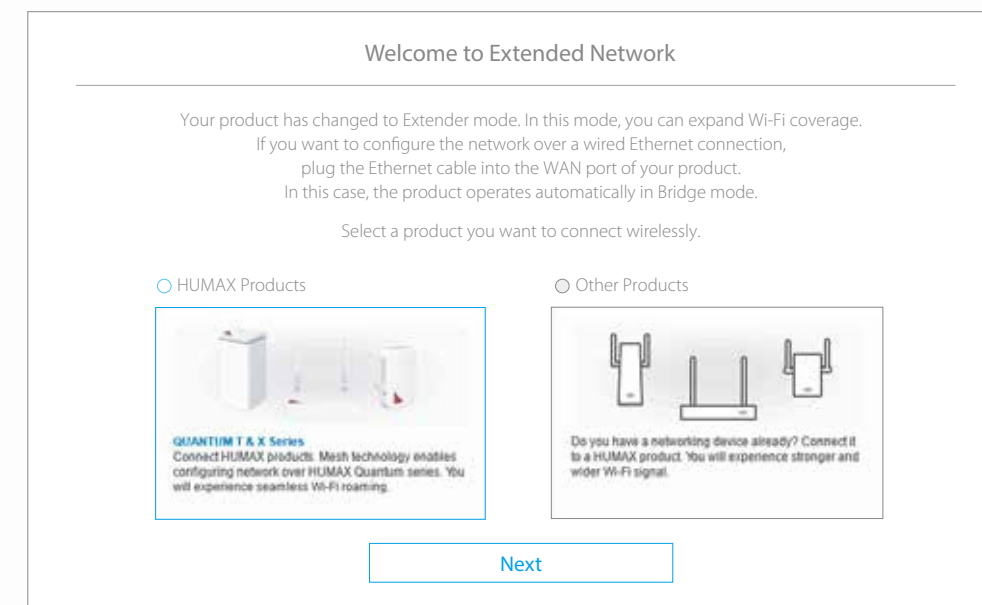 Welcome to Extended Network
Your product has changed to Extender mode. In this mode, you can expand Wi-Fi coverage.
If you want to configure the network over a wired Ethernet connection,
plug the Ethernet cable into the WAN port of your product.
In this case, the product operates automatically in Bridge mode.
Select a product you want to connect wirelessly.
HUMAX Products
Other Products
QUANTUM T & X Series
Connect HUMAX products. Mesh technology enables
configuring network over HUMAX Quantum series. You
will experience seamless Wi-Fi roaming.
Do you have a networking device already? Connect it
to a HUMAX product. You will experience stronger and
wider Wi-Fi signal.
Next